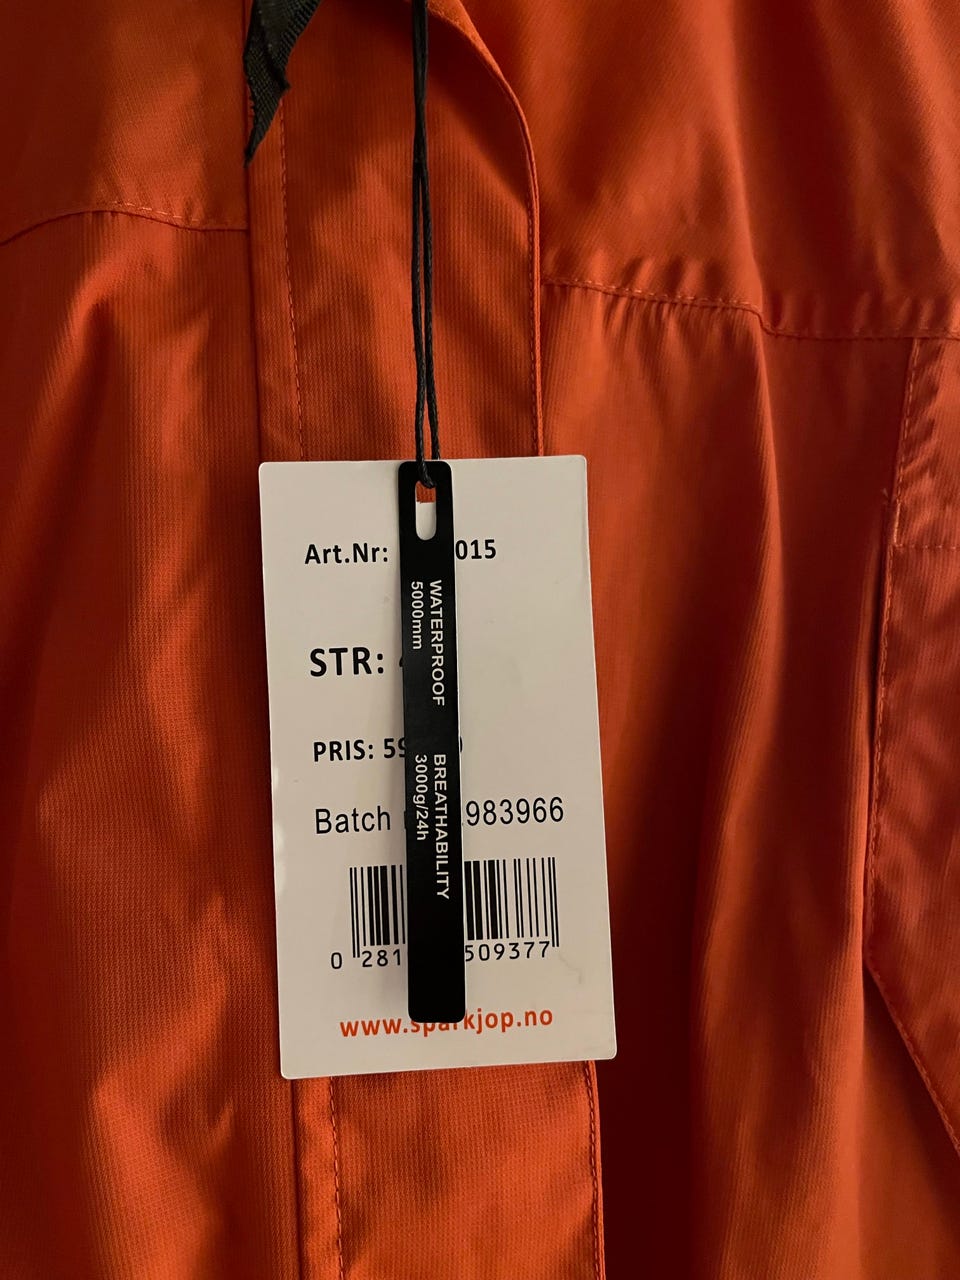 Art.Nr: 015
STR:
PRIS:
Batch 983966
0 281 509377
www.sparkjop.no
WATERPROOF
5000mm
BREATHABILITY
3000g/24h